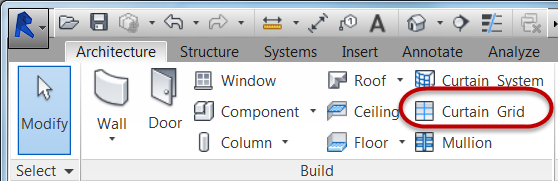 Architecture Structure Systems Insert Annotate Analyze
Window Roof Curtain System
Modify Wall Door Component Ceiling Curtain Grid
Column Floor Mullion
Select Build